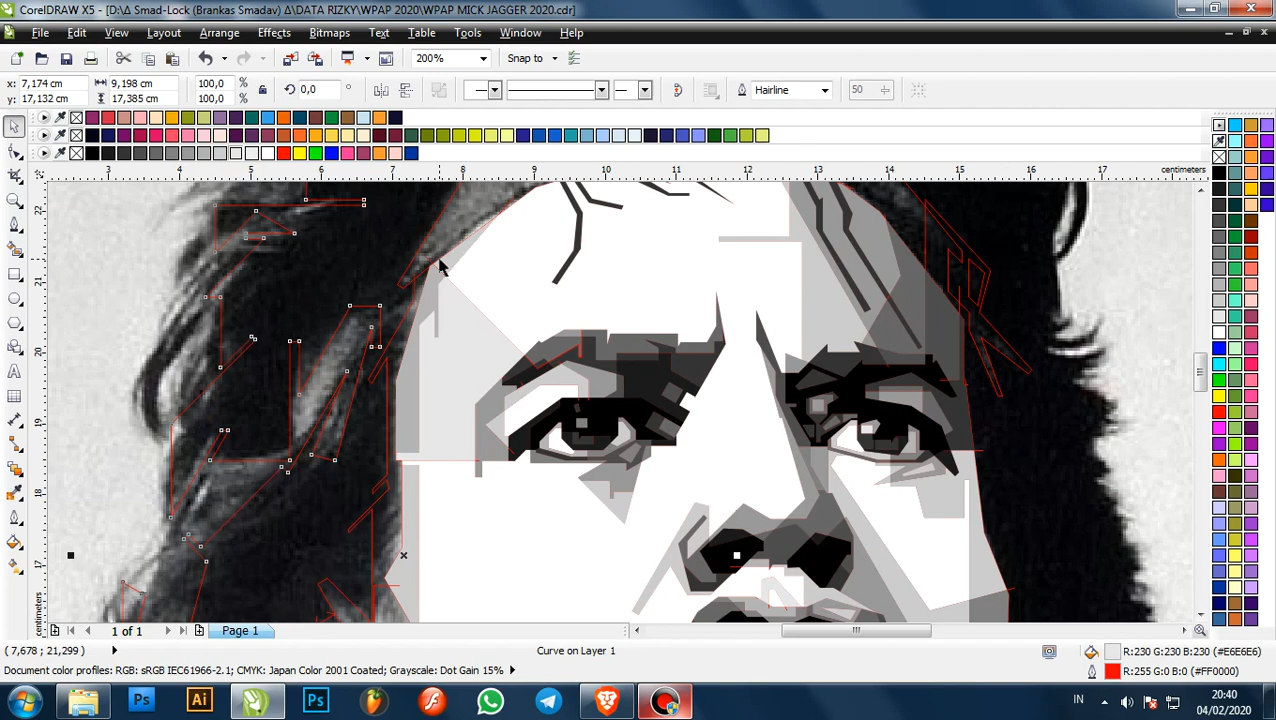 CorelDRAW X5 - [D:\Δ Smad-Lock (Brankas Smadav) Δ\DATA RIZKY\WPAP 2020\WPAP MICK JAGGER 2020.cdr]
File Edit View Layout Arrange Effects Bitmaps Text Table Tools Window Help
200% Snap to
x: 7,174 cm 9,198 cm 100,0 % 0,0 ° Hairline 50
y: 17,132 cm 17,385 cm 100,0 %
3 4 5 6 7 8 9 10 11 12 13 14 15 16 17 centimeters
22
21
20
19
18
17
centimeters
1 of 1 Page 1
( 7,678 ; 21,299 ) Curve on Layer 1 R:230 G:230 B:230 (#E6E6E6)
Document color profiles: RGB: sRGB IEC61966-2.1; CMYK: Japan Color 2001 Coated; Grayscale: Dot Gain 15% R:255 G:0 B:0 (#FF0000)
Ps Ai Ps IN 20:40
04/02/2020